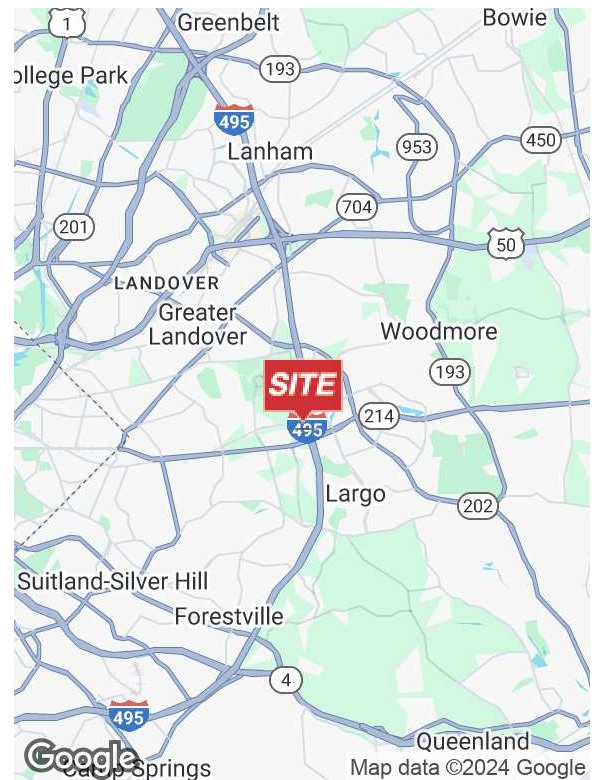 1
Greenbelt
Bowie
193
ollege Park
495
450
Lanham
953
704
201
50
LANDOVER
Greater
Landover
Woodmore
193
SITE
214
495
Largo
202
Suitland-Silver Hill
Forestville
4
495
Queenland
Google
Camp Springs
Map data ©2024 Google